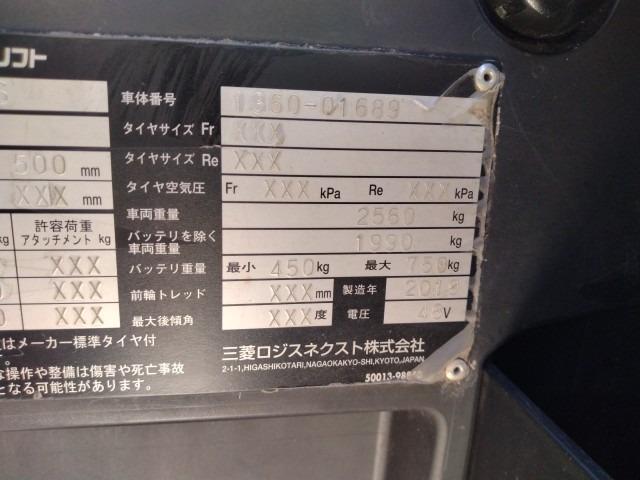 リフト
S
車体番号 1860-01689
タイヤサイズ Fr XXX
500 mm タイヤサイズ Re XXX
XXX mm タイヤ空気圧 Fr XXX kPa Re XXX kPa
車両重量 2560 kg
kg 許容荷重 アタッチメント kg バッテリを除く車両重量 1990 kg
XXX バッテリ重量 最小 450kg 最大 750kg
0 XXX 前輪トレッド XXX mm 製造年
0 XXX 最大後傾角 XXX 度 電圧 48V
はメーカー標準タイヤ付
す。
な操作や整備は傷害や死亡事故
となる可能性があります。
三菱ロジスネクスト株式会社
2-1-1,HIGASHIKOTARI,NAGAOKAKYO-SHI,KYOTO,JAPAN